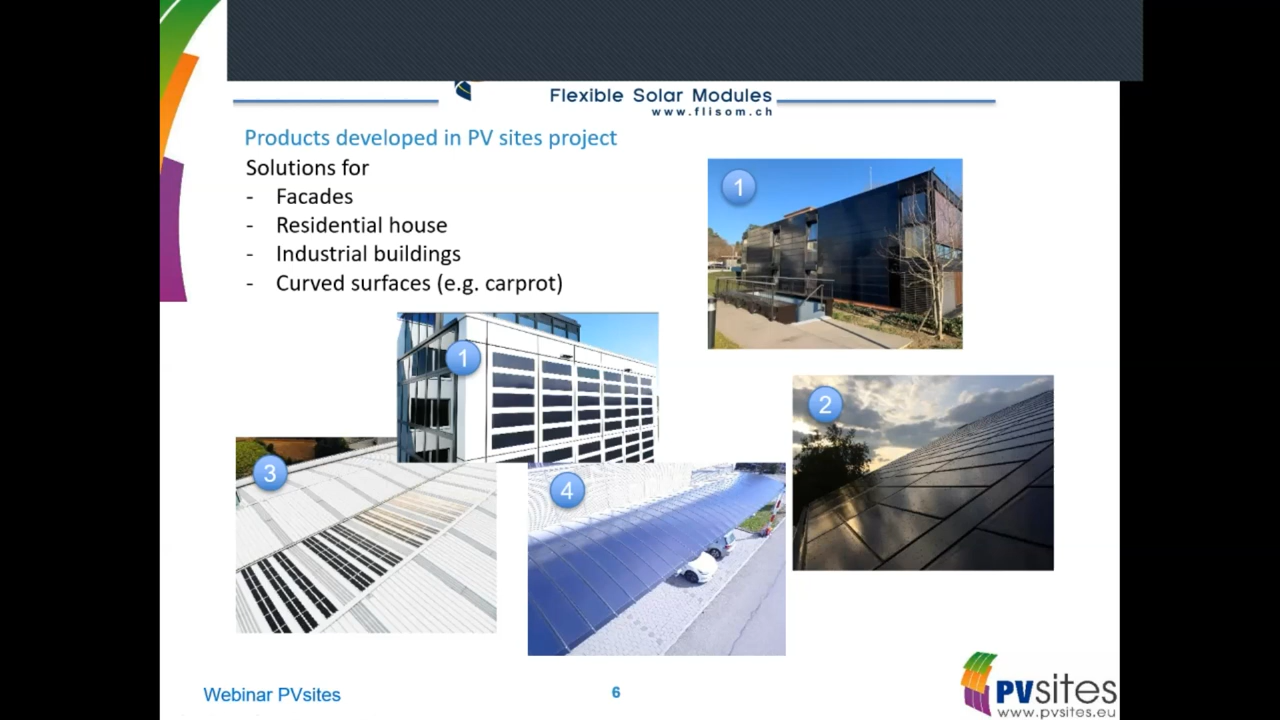 Flexible Solar Modules
www.flisom.ch
Products developed in PV sites project
Solutions for
- Facades
- Residential house
- Industrial buildings
- Curved surfaces (e.g. carprot)
1
1
2
3
4
Webinar PVsites
6
PVsites
www.pvsites.eu